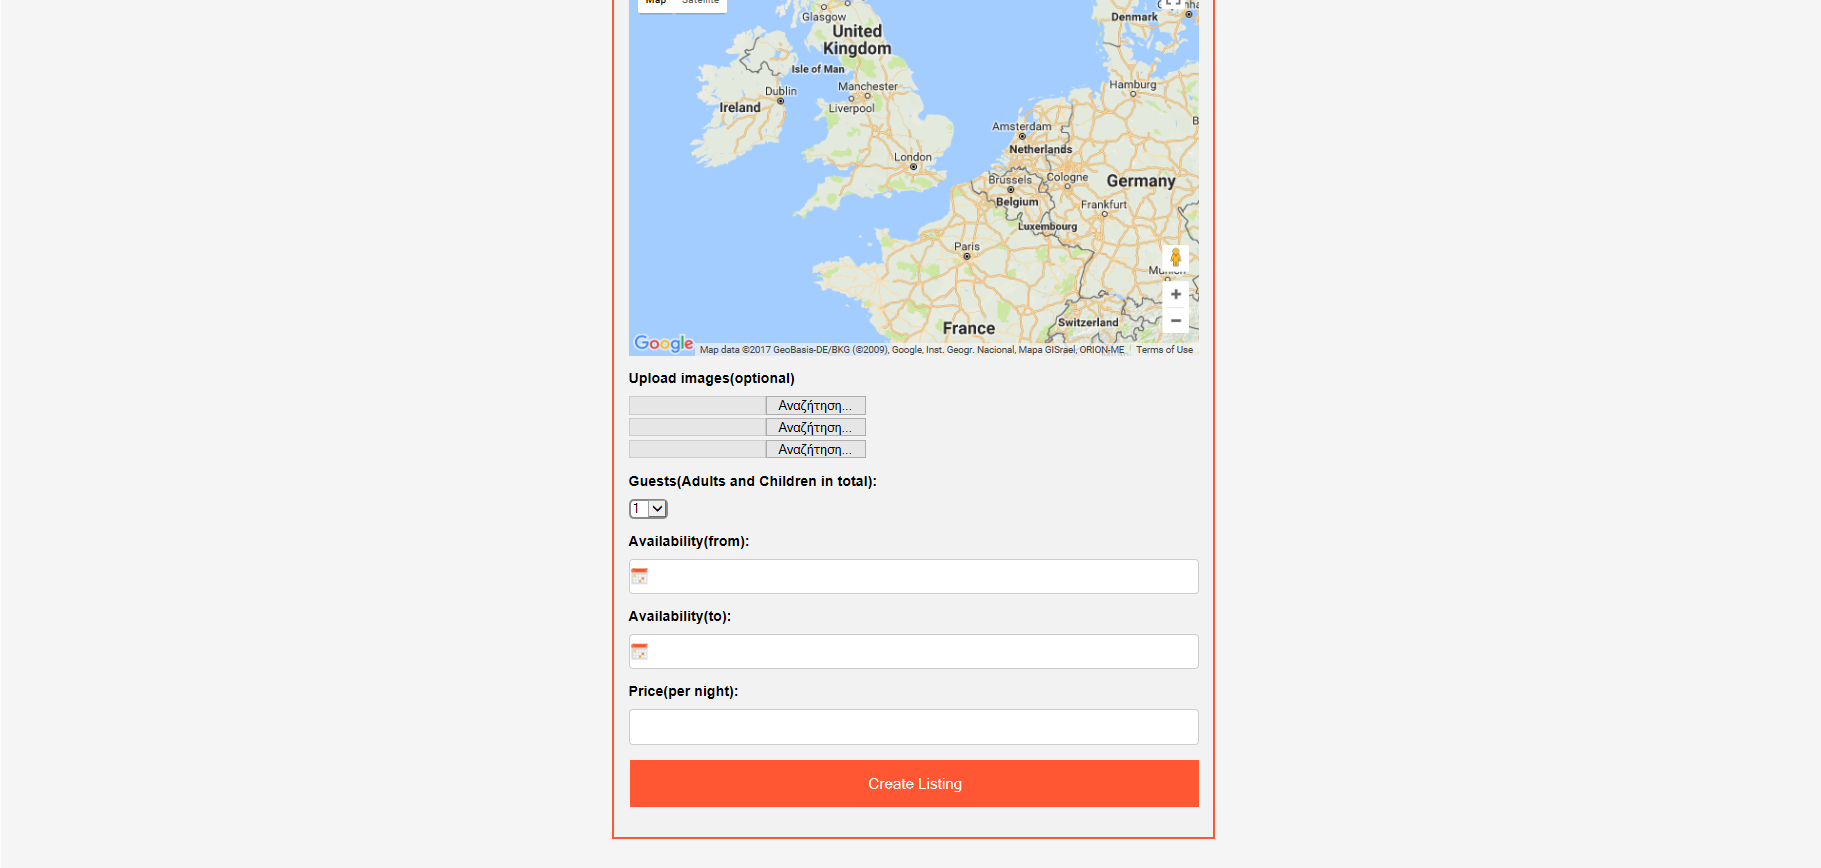 Map Satellite
Glasgow
Denmark
United
Kingdom
Isle of Man
Hamburg
Manchester
Dublin
Ireland
Liverpool
Amsterdam
Netherlands
London
Brussels
Cologne
Germany
Belgium
Frankfurt
Luxembourg
Paris
Munich
Switzerland
France
Google
Map data ©2017 GeoBasis-DE/BKG (©2009), Google, Inst. Geogr. Nacional, Mapa GISrael, ORION-ME Terms of Use
Upload images(optional)
Αναζήτηση...
Αναζήτηση...
Αναζήτηση...
Guests(Adults and Children in total):
1
Availability(from):
Availability(to):
Price(per night):
Create Listing